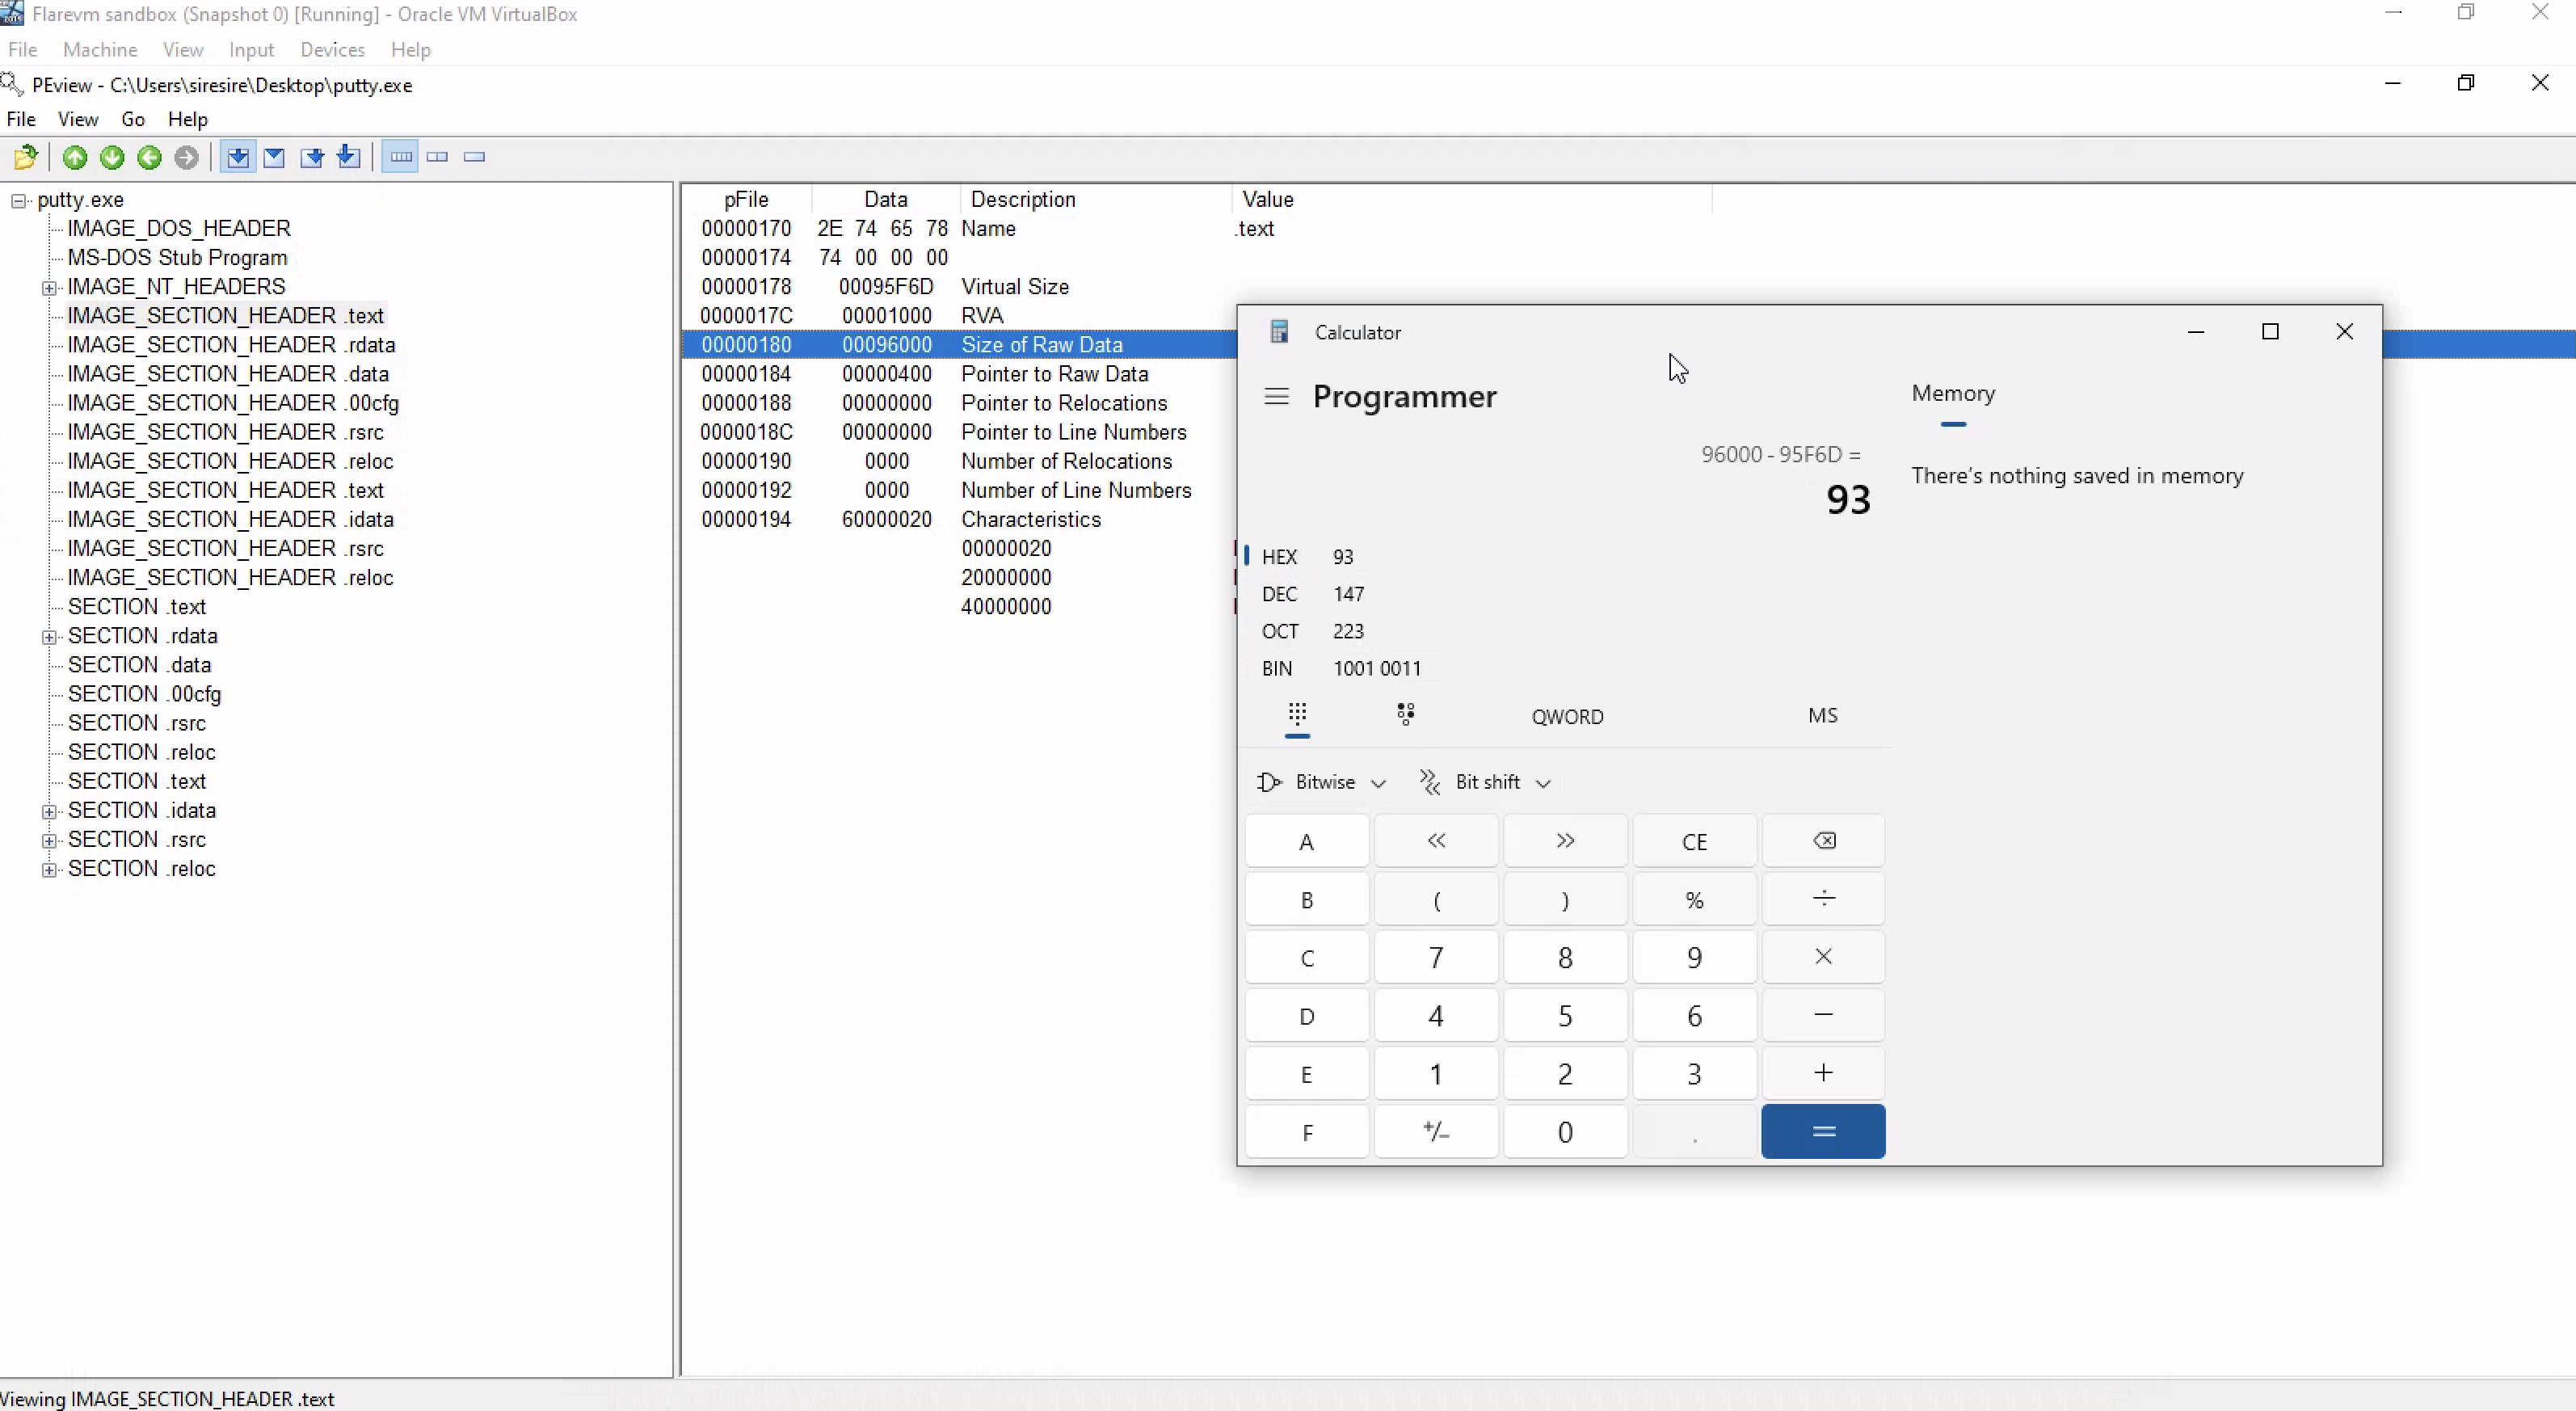 Flarevm sandbox (Snapshot 0) [Running] - Oracle VM VirtualBox
File Machine View Input Devices Help
PEview - C:\Users\siresire\Desktop\putty.exe
File View Go Help
putty.exe
IMAGE_DOS_HEADER
MS-DOS Stub Program
IMAGE_NT_HEADERS
IMAGE_SECTION_HEADER .text
IMAGE_SECTION_HEADER .rdata
IMAGE_SECTION_HEADER .data
IMAGE_SECTION_HEADER .00cfg
IMAGE_SECTION_HEADER .rsrc
IMAGE_SECTION_HEADER .reloc
IMAGE_SECTION_HEADER .text
IMAGE_SECTION_HEADER .idata
IMAGE_SECTION_HEADER .rsrc
IMAGE_SECTION_HEADER .reloc
SECTION .text
SECTION .rdata
SECTION .data
SECTION .00cfg
SECTION .rsrc
SECTION .reloc
SECTION .text
SECTION .idata
SECTION .rsrc
SECTION .reloc
pFile Data Description Value
00000170 2E 74 65 78 Name .text
00000174 74 00 00 00
00000178 00095F6D Virtual Size
0000017C 00001000 RVA
00000180 00096000 Size of Raw Data
00000184 00000400 Pointer to Raw Data
00000188 00000000 Pointer to Relocations
0000018C 00000000 Pointer to Line Numbers
00000190 0000 Number of Relocations
00000192 0000 Number of Line Numbers
00000194 60000020 Characteristics
00000020
20000000
40000000
Calculator
Programmer
96000 - 95F6D =
93
HEX 93
DEC 147
OCT 223
BIN 1001 0011
QWORD MS
Bitwise Bit shift
A << >> CE
B ( ) % ÷
C 7 8 9 ×
D 4 5 6 −
E 1 2 3 +
F +/− 0 . =
Memory
There's nothing saved in memory
Viewing IMAGE_SECTION_HEADER .text